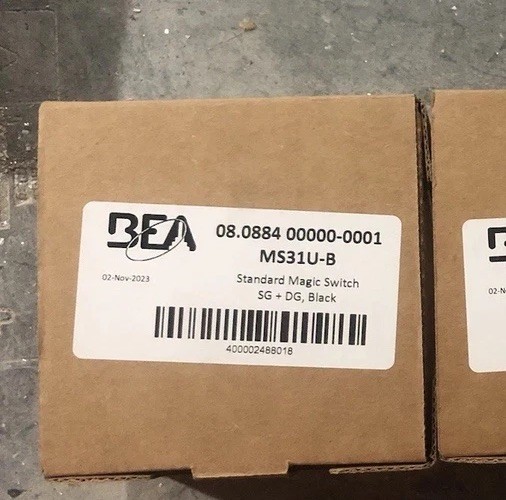 BEA
08.0884 00000-0001
MS31U-B
02-Nov-2023
Standard Magic Switch
SG + DG, Black
400002488018